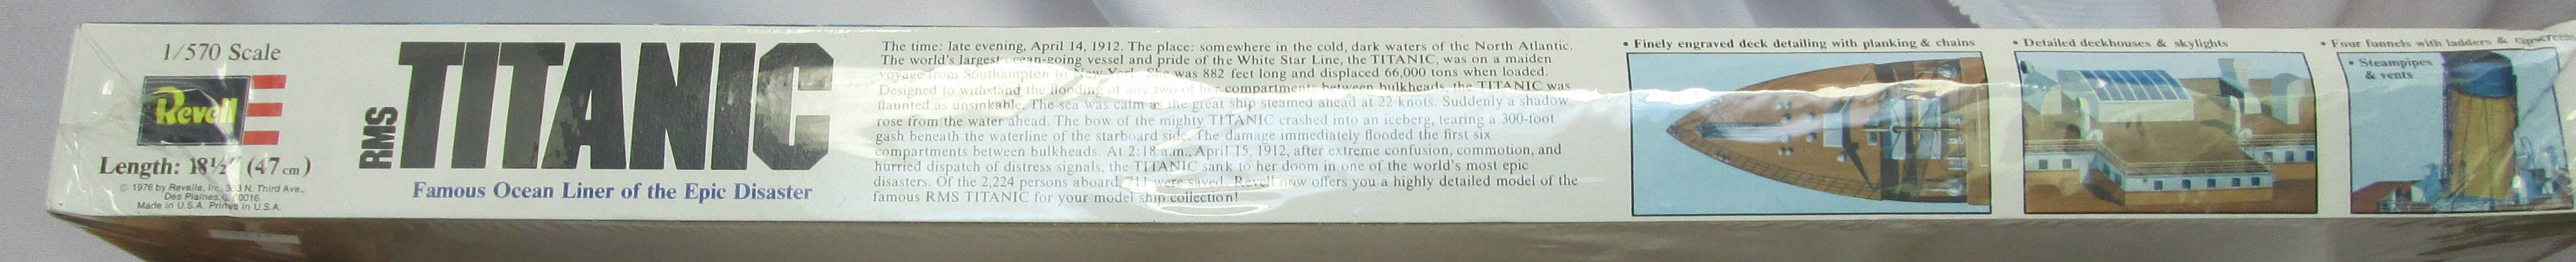 1/570 Scale
Revell
Length: 18½" (47 cm)
© 1976 by Revelle, Inc. 363 N. Third Ave.,
Des Plaines, IL 60016.
Made in U.S.A. Printed in U.S.A.
RMS
TITANIC
Famous Ocean Liner of the Epic Disaster
The time: late evening, April 14, 1912. The place: somewhere in the cold, dark waters of the North Atlantic.
The world's largest ocean-going vessel and pride of the White Star Line, the TITANIC, was on a maiden
voyage from Southampton to New York. She was 882 feet long and displaced 66,000 tons when loaded.
Designed to withstand the flooding of any two of her compartments between bulkheads, the TITANIC was
flaunted as unsinkable. The sea was calm as the great ship steamed ahead at 22 knots. Suddenly a shadow
rose from the water ahead. The bow of the mighty TITANIC crashed into an iceberg, tearing a 300-foot
gash beneath the waterline of the starboard side. The damage immediately flooded the first six
compartments between bulkheads. At 2:18 a.m., April 15, 1912, after extreme confusion, commotion, and
hurried dispatch of distress signals, the TITANIC sank to her doom in one of the world's most epic
disasters. Of the 2,224 persons aboard, 711 were saved. Revell now offers you a highly detailed model of the
famous RMS TITANIC for your model ship collection!
• Finely engraved deck detailing with planking & chains
• Detailed deckhouses & skylights
• Four funnels with ladders &
• Steampipes
& vents